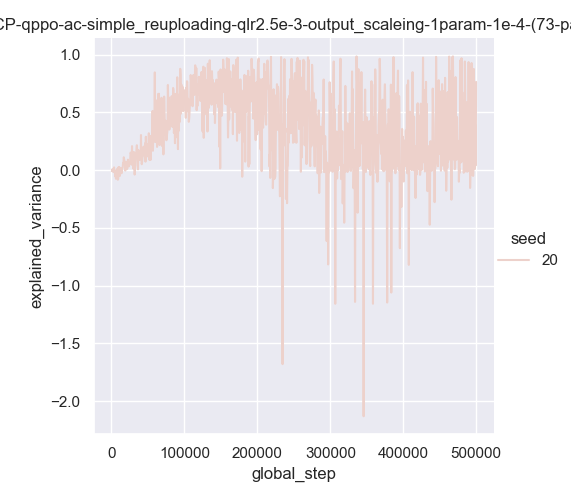 CP-qppo-ac-simple_reuploading-qlr2.5e-3-output_scaleing-1param-1e-4-(73-pa
1.0
0.5
0.0
−0.5
−1.0
−1.5
−2.0
explained_variance
0 100000 200000 300000 400000 500000
global_step
seed
20